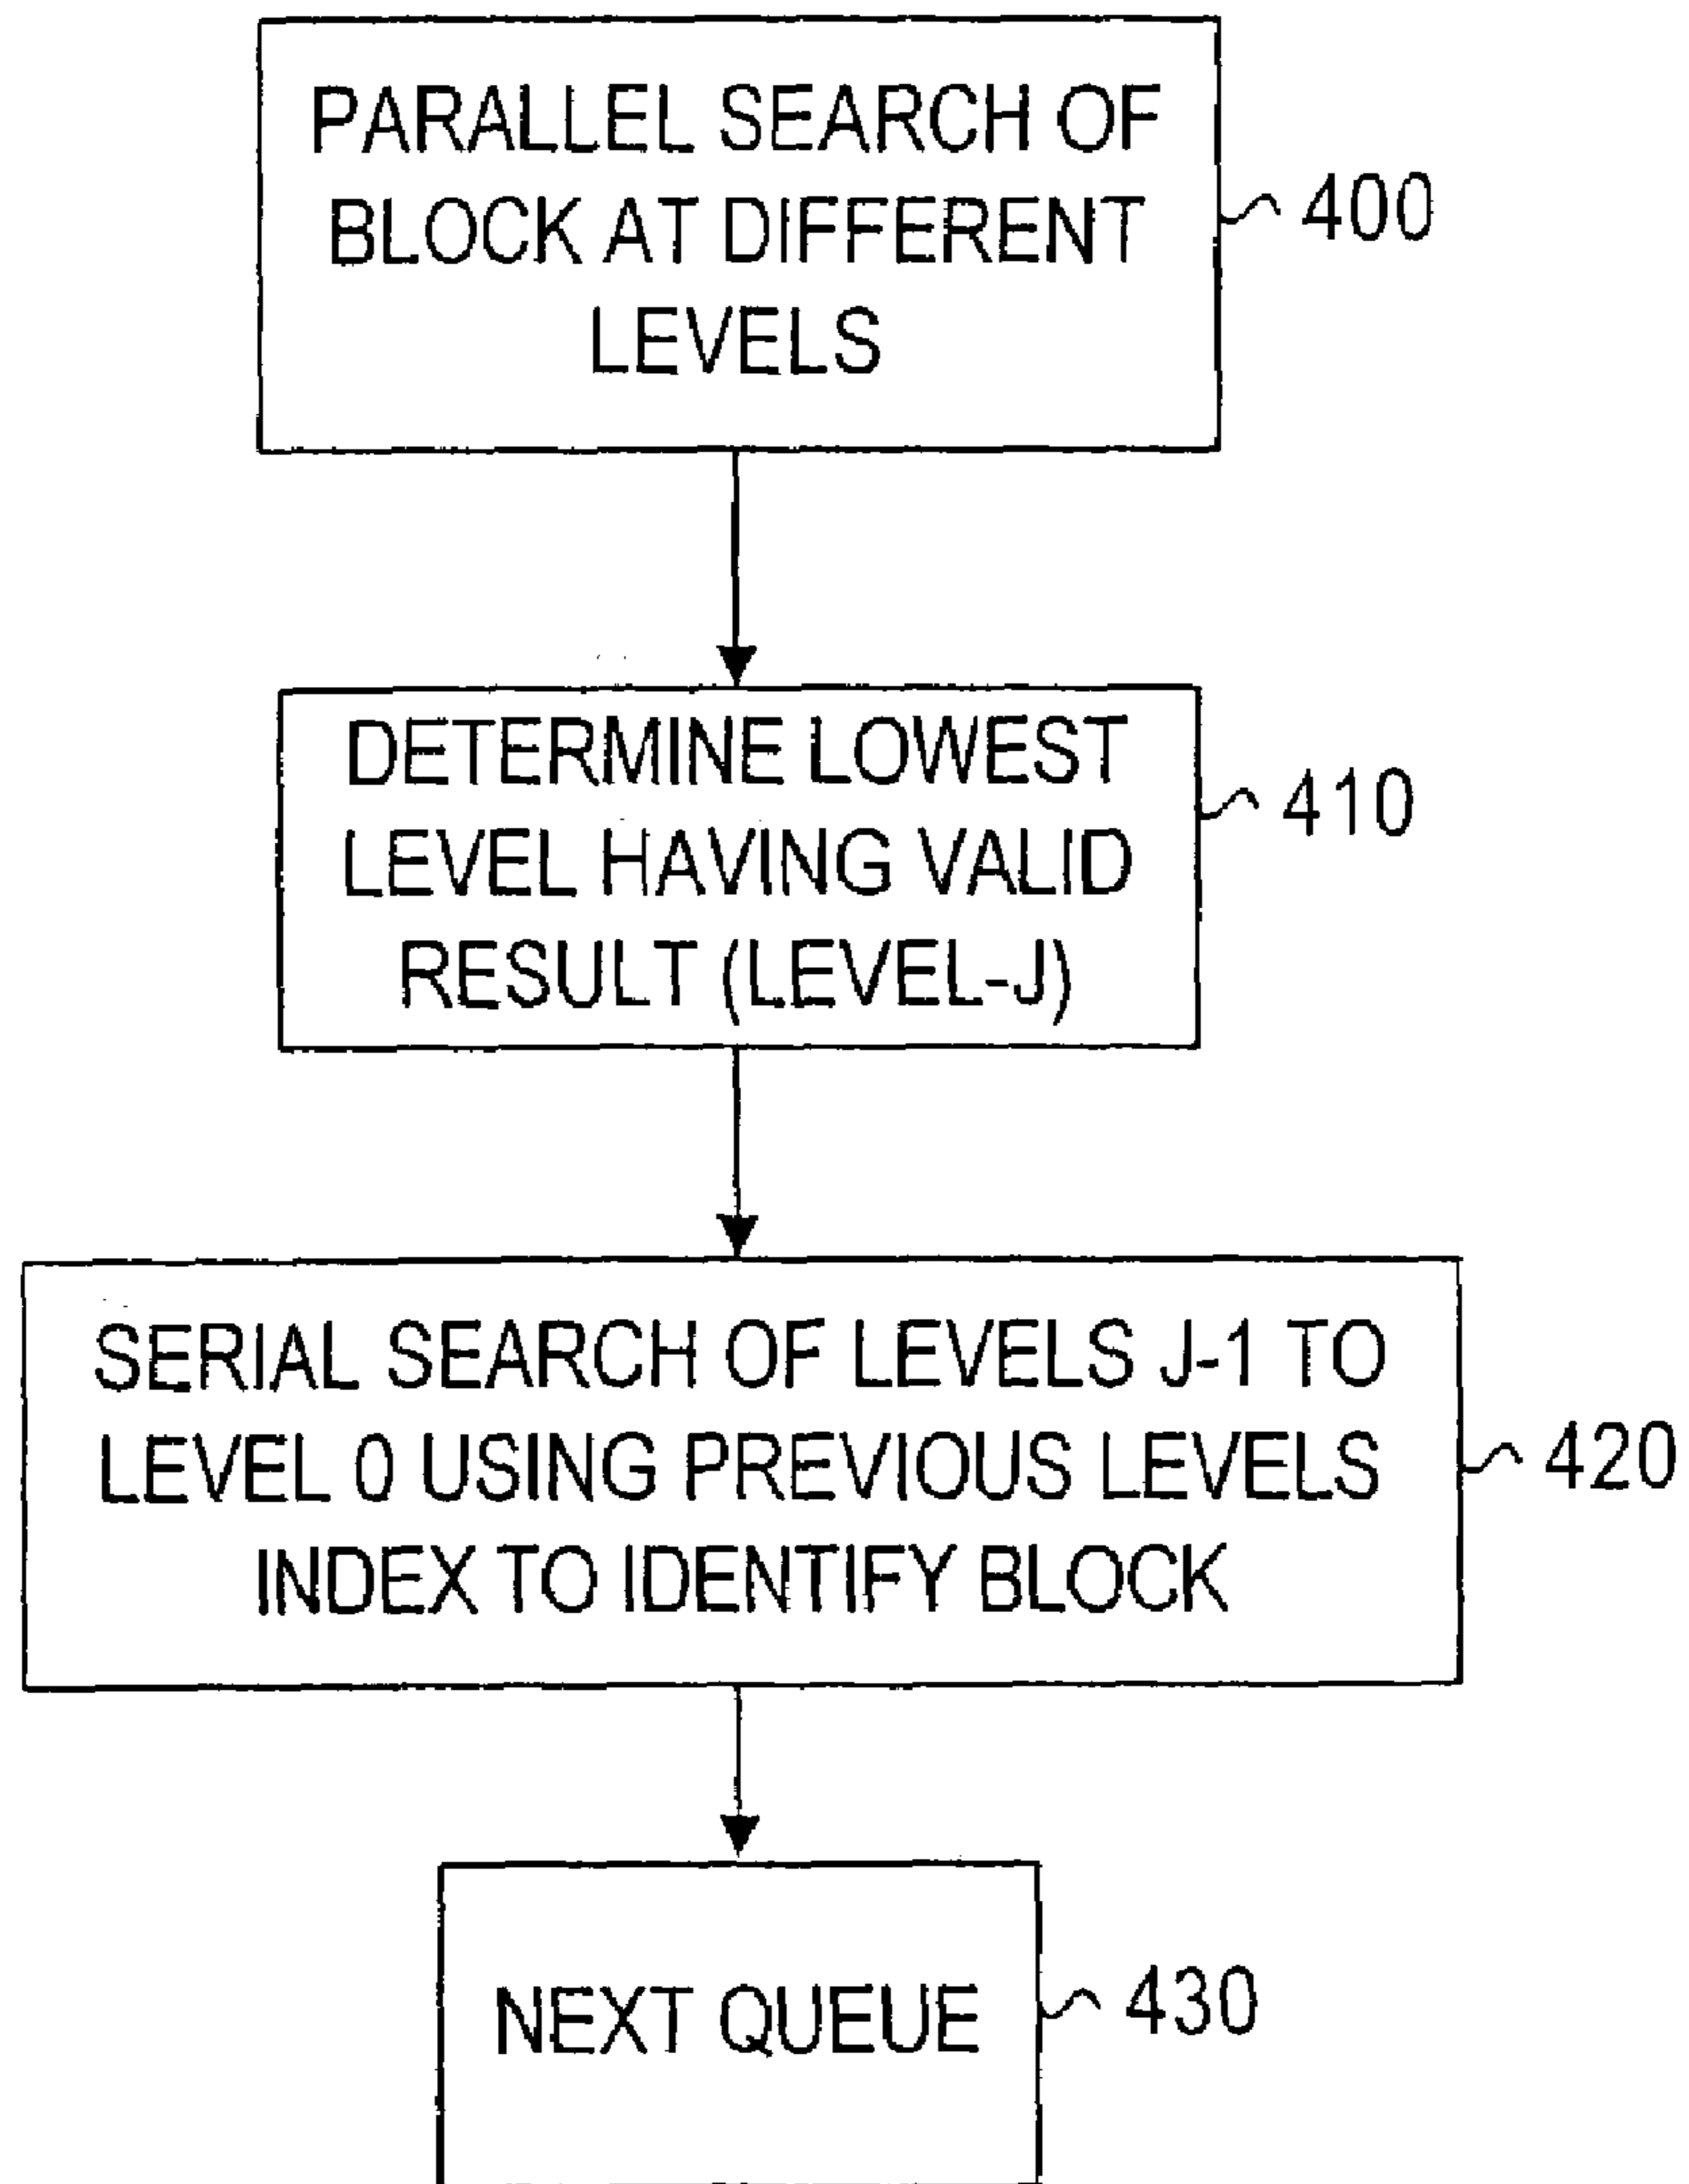 PARALLEL SEARCH OF
BLOCK AT DIFFERENT
LEVELS
400
DETERMINE LOWEST
LEVEL HAVING VALID
RESULT (LEVEL-J)
410
SERIAL SEARCH OF LEVELS J-1 TO
LEVEL 0 USING PREVIOUS LEVELS
INDEX TO IDENTIFY BLOCK
420
NEXT QUEUE
430